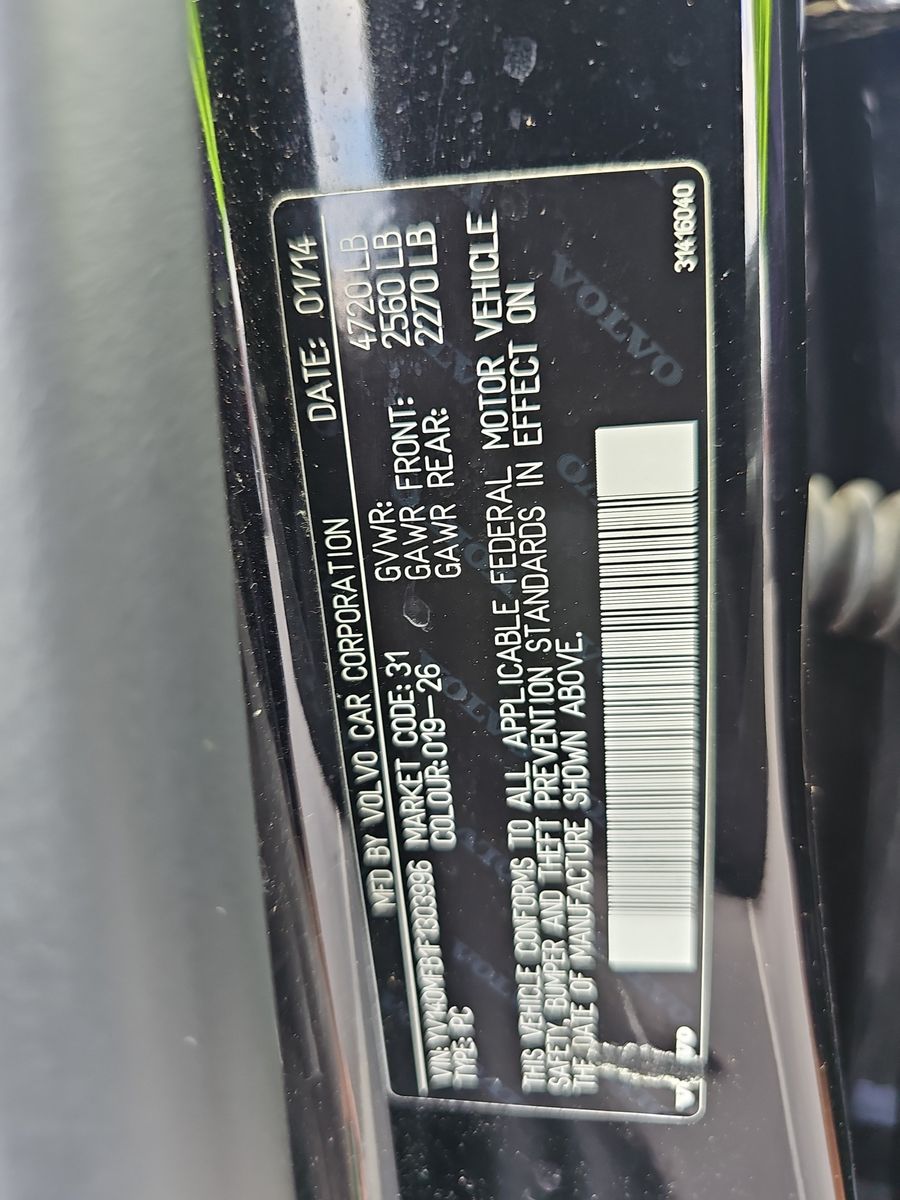 MFD BY VOLVO CAR CORPORATION DATE: 01/14
VIN: YV140MFB1F1303996 MARKET CODE: 31 GVWR: 4720 LB
TYPE: PC COLOUR: 019-26 GAWR FRONT: 2560 LB
GAWR REAR: 2270 LB
THIS VEHICLE CONFORMS TO ALL APPLICABLE FEDERAL MOTOR VEHICLE
SAFETY, BUMPER AND THEFT PREVENTION STANDARDS IN EFFECT ON
THE DATE OF MANUFACTURE SHOWN ABOVE.
31416040
VOLVO